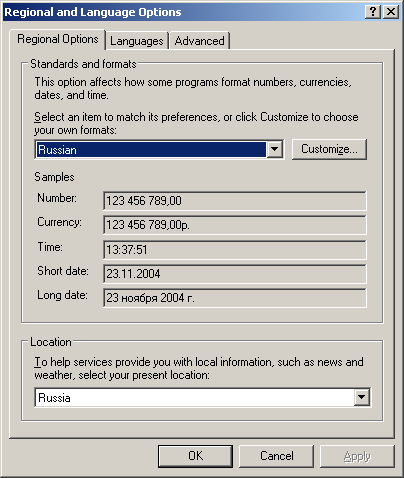 Regional and Language Options
Regional Options Languages Advanced
Standards and formats
This option affects how some programs format numbers, currencies,
dates, and time.
Select an item to match its preferences, or click Customize to choose
your own formats:
Russian Customize...
Samples
Number: 123 456 789,00
Currency: 123 456 789,00р.
Time: 13:37:51
Short date: 23.11.2004
Long date: 23 ноября 2004 г.
Location
To help services provide you with local information, such as news and
weather, select your present location:
Russia
OK Cancel Apply